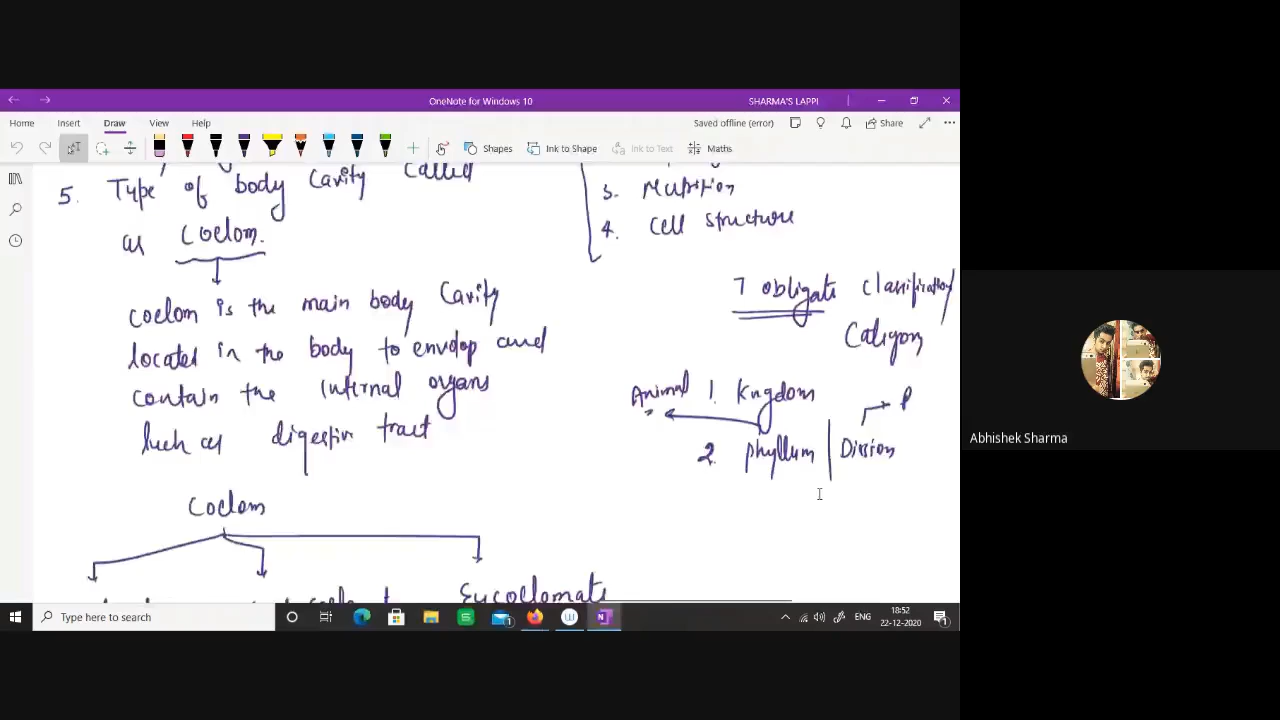 OneNote for Windows 10
SHARMA'S LAPPI
Home
Insert
Draw
View
Help
Saved offline (error)
Share
Shapes
Ink to Shape
Ink to Text
Maths
5. Type of body Cavity Called
as Coelom.
coelom is the main body Cavity
located in the body to envelop and
contain the internal organs
such as digestiv tract
Coelom
Eucoelomate
3. Nutrition
4. Cell structure
7 obligate classification
Category
Animal 1. Kingdom
2. Phyllum | Division
P
Abhishek Sharma
Type here to search
ENG
18:52
22-12-2020